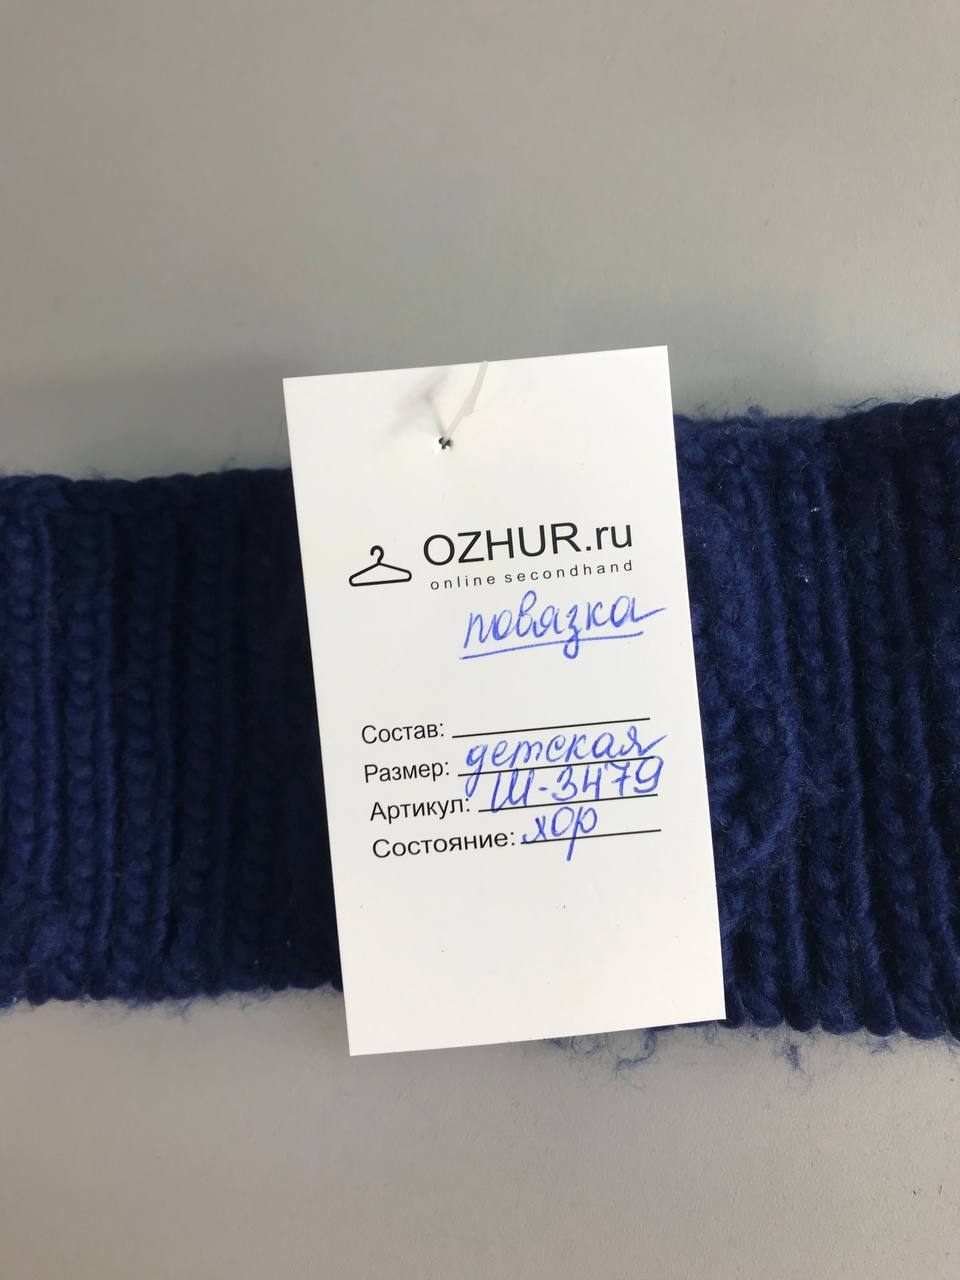 OZHUR.ru
online secondhand
повязка
Состав:
Размер: детская
Артикул: Ш-3479
Состояние: хор